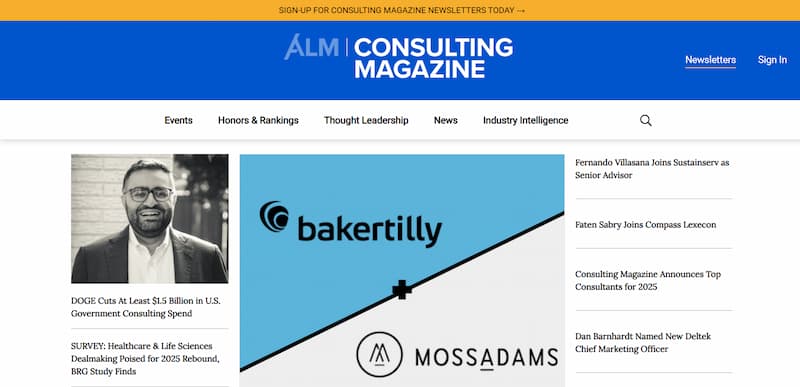 SIGN-UP FOR CONSULTING MAGAZINE NEWSLETTERS TODAY →
ALM | CONSULTING
MAGAZINE
Newsletters
Sign In
Events
Honors & Rankings
Thought Leadership
News
Industry Intelligence
DOGE Cuts At Least $1.5 Billion in U.S.
Government Consulting Spend
SURVEY: Healthcare & Life Sciences
Dealmaking Poised for 2025 Rebound,
BRG Study Finds
bakertilly
+
MOSSADAMS
Fernando Villasana Joins Sustainserv as
Senior Advisor
Faten Sabry Joins Compass Lexecon
Consulting Magazine Announces Top
Consultants for 2025
Dan Barnhardt Named New Deltek
Chief Marketing Officer